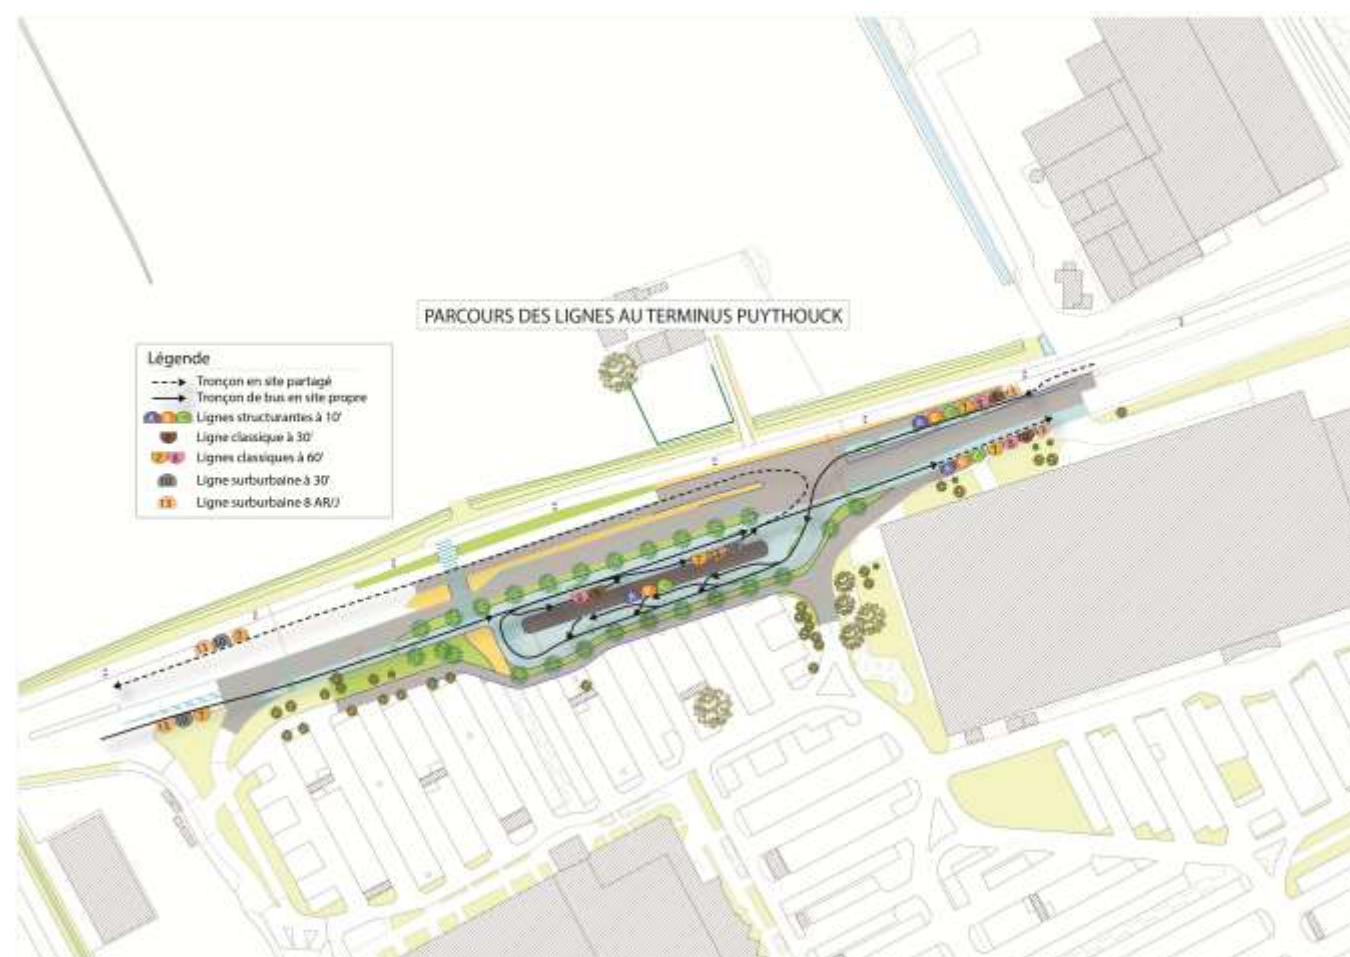 PARCOURS DES LIGNES AU TERMINUS PUYTHOUCK
Légende
Tronçon en site partagé
Tronçon de bus en site propre
Lignes structurantes à 10'
Ligne classique à 30'
Lignes classiques à 60'
Ligne surburbaine à 30'
13 Ligne surburbaine 8 AR/J